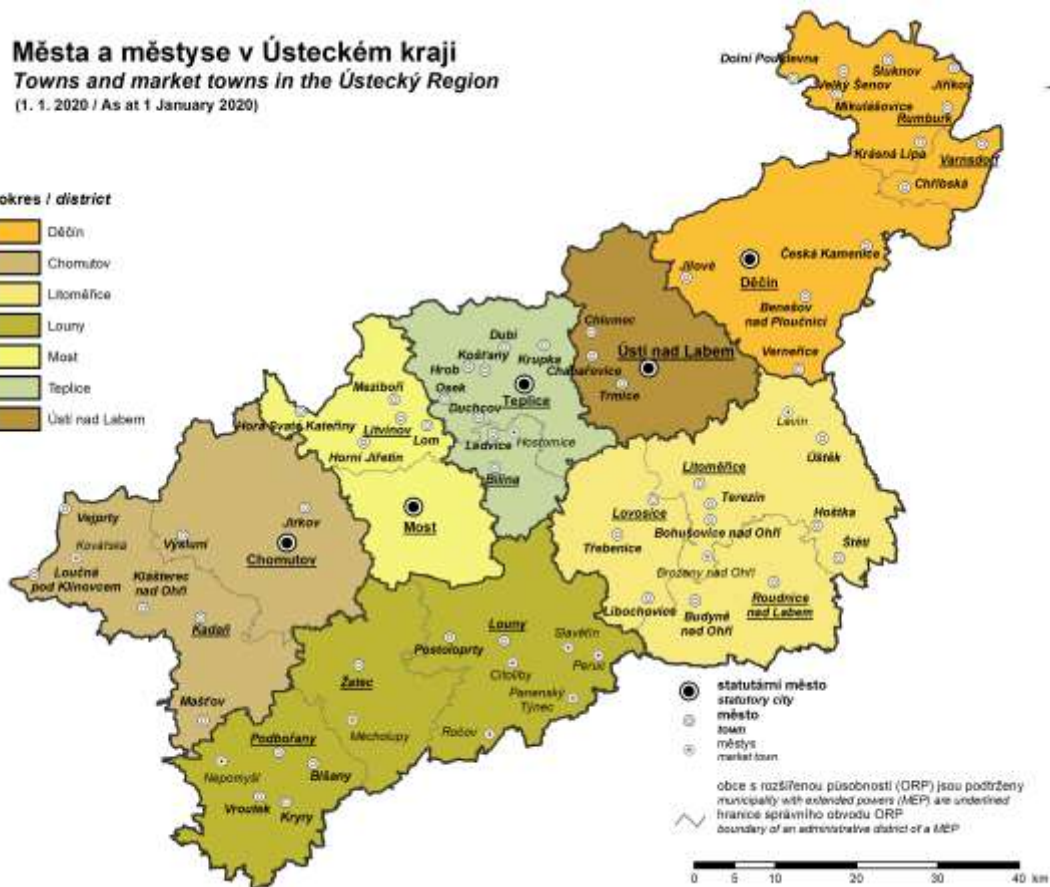 Města a městyse v Ústeckém kraji
Towns and market towns in the Ústecký Region
(1. 1. 2020 / As at 1 January 2020)
okres / district
Děčín
Chomutov
Litoměřice
Louny
Most
Teplice
Ústí nad Labem
Dolní Poustevna
Šluknov
Velký Šenov
Jiříkov
Mikulášovice
Rumburk
Krásná Lípa
Varnsdorf
Chřibská
Česká Kamenice
Jílové
Děčín
Benešov
nad Ploučnicí
Verneřice
Chlumec
Ústí nad Labem
Chabařovice
Trmice
Dubí
Košťany
Krupka
Hrob
Osek
Teplice
Duchcov
Ledvice
Hostomice
Bílina
Meziboří
Hora Svaté Kateřiny
Litvínov
Lom
Horní Jiřetín
Most
Levín
Úštěk
Litoměřice
Terezín
Lovosice
Bohušovice nad Ohří
Hoštka
Třebenice
Štětí
Brozany nad Ohří
Roudnice
nad Labem
Libochovice
Budyně
nad Ohří
Vejprty
Jirkov
Výsluní
Kovářská
Chomutov
Loučná
pod Klínovcem
Klášterec
nad Ohří
Kadaň
Mašťov
Louny
Slavětín
Postoloprty
Peruc
Cítoliby
Žatec
Panenský
Týnec
Měcholupy
Ročov
Podbořany
Nepomyšl
Blšany
Vroutek
Kryry
statutární město
statutory city
město
town
městys
market town
obce s rozšířenou působností (ORP) jsou podtrženy
municipality with extended powers (MEP) are underlined
hranice správního obvodu ORP
boundary of an administrative district of a MEP
0 5 10 20 30 40 km